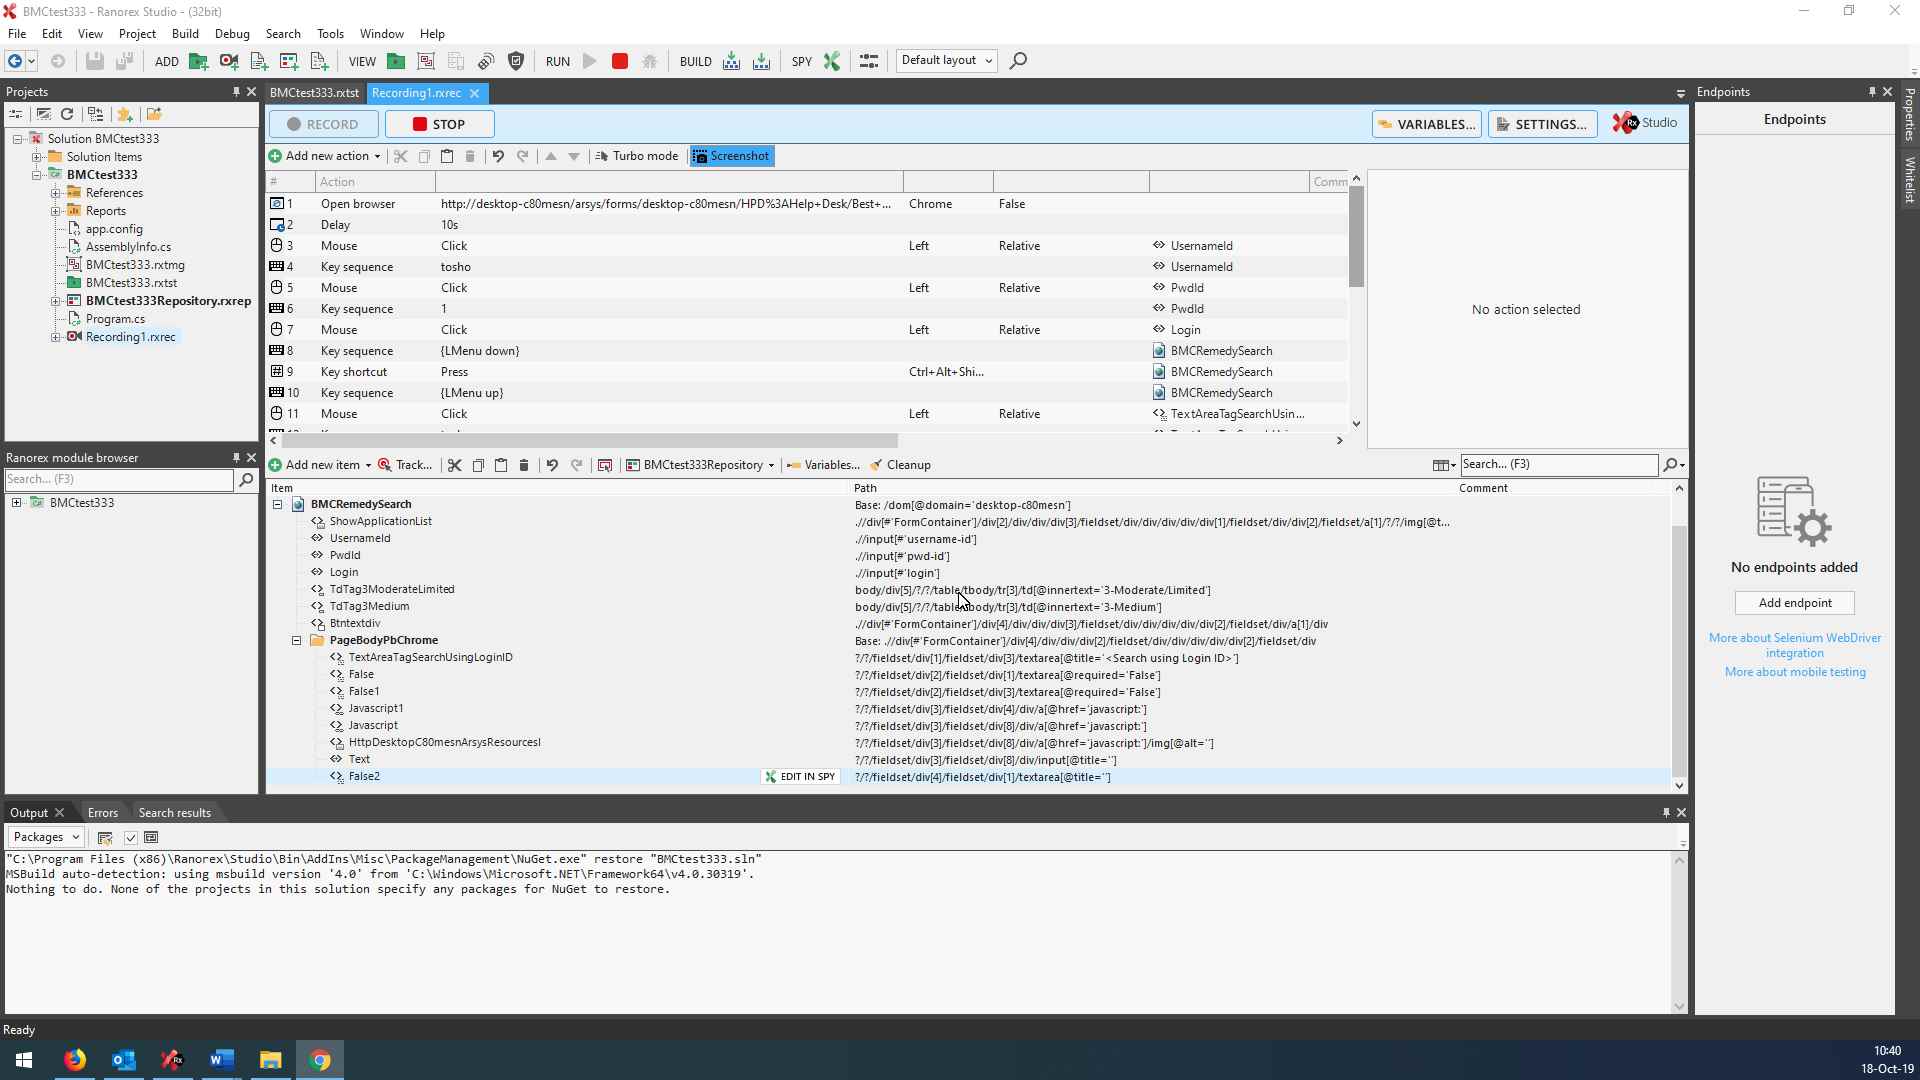 BMCtest333 - Ranorex Studio - (32bit)
File Edit View Project Build Debug Search Tools Window Help
ADD VIEW RUN BUILD SPY Default layout
Projects
Solution BMCtest333
Solution Items
BMCtest333
References
Reports
app.config
AssemblyInfo.cs
BMCtest333.rxtmg
BMCtest333.rxtst
BMCtest333Repository.rxrep
Program.cs
Recording1.rxrec
Ranorex module browser
Search... (F3)
BMCtest333
BMCtest333.rxtst Recording1.rxrec
RECORD STOP VARIABLES... SETTINGS... Rx Studio
Add new action Turbo mode Screenshot
# Action Comm
1 Open browser http://desktop-c80mesn/arsys/forms/desktop-c80mesn/HPD%3AHelp+Desk/Best+... Chrome False
2 Delay 10s
3 Mouse Click Left Relative UsernameId
4 Key sequence tosho UsernameId
5 Mouse Click Left Relative PwdId
6 Key sequence 1 PwdId
7 Mouse Click Left Relative Login
8 Key sequence {LMenu down} BMCRemedySearch
9 Key shortcut Press Ctrl+Alt+Shi... BMCRemedySearch
10 Key sequence {LMenu up} BMCRemedySearch
11 Mouse Click Left Relative TextAreaTagSearchUsin...
No action selected
Add new item Track... BMCtest333Repository Variables... Cleanup Search... (F3)
Item Path Comment
BMCRemedySearch Base: /dom[@domain='desktop-c80mesn']
ShowApplicationList .//div[#'FormContainer']/div[2]/div/div/div[3]/fieldset/div/div/div/div/div[1]/fieldset/div/div[2]/fieldset/a[1]/?/?/img[@t...
UsernameId .//input[#'username-id']
PwdId .//input[#'pwd-id']
Login .//input[#'login']
TdTag3ModerateLimited body/div[5]/?/?/table/tbody/tr[3]/td[@innertext='3-Moderate/Limited']
TdTag3Medium body/div[5]/?/?/table/tbody/tr[3]/td[@innertext='3-Medium']
Btntextdiv .//div[#'FormContainer']/div[4]/div/div/div[2]/fieldset/div/div/div/div/div[2]/fieldset/div/a[1]/div
PageBodyPbChrome Base: .//div[#'FormContainer']/div[4]/div/div/div[2]/fieldset/div/div/div/div/div[2]/fieldset/div
TextAreaTagSearchUsingLoginID ?/?/fieldset/div[1]/fieldset/div[3]/textarea[@title='<Search using Login ID>']
False ?/?/fieldset/div[2]/fieldset/div[1]/textarea[@required='False']
False1 ?/?/fieldset/div[2]/fieldset/div[3]/textarea[@required='False']
Javascript1 ?/?/fieldset/div[3]/fieldset/div[4]/div/a[@href='javascript:']
Javascript ?/?/fieldset/div[3]/fieldset/div[8]/div/a[@href='javascript:']
HttpDesktopC80mesnArsysResourcesI ?/?/fieldset/div[3]/fieldset/div[8]/div/a[@href='javascript:']/img[@alt='']
Text ?/?/fieldset/div[3]/fieldset/div[8]/div/input[@title='']
False2 EDIT IN SPY ?/?/fieldset/div[4]/fieldset/div[1]/textarea[@title='']
Endpoints
Endpoints
No endpoints added
Add endpoint
More about Selenium WebDriver
integration
More about mobile testing
Properties
Whitelist
Output Errors Search results
Packages
"C:\Program Files (x86)\Ranorex\Studio\Bin\AddIns\Misc\PackageManagement\NuGet.exe" restore "BMCtest333.sln"
MSBuild auto-detection: using msbuild version '4.0' from 'C:\Windows\Microsoft.NET\Framework64\v4.0.30319'.
Nothing to do. None of the projects in this solution specify any packages for NuGet to restore.
Ready
10:40
18-Oct-19